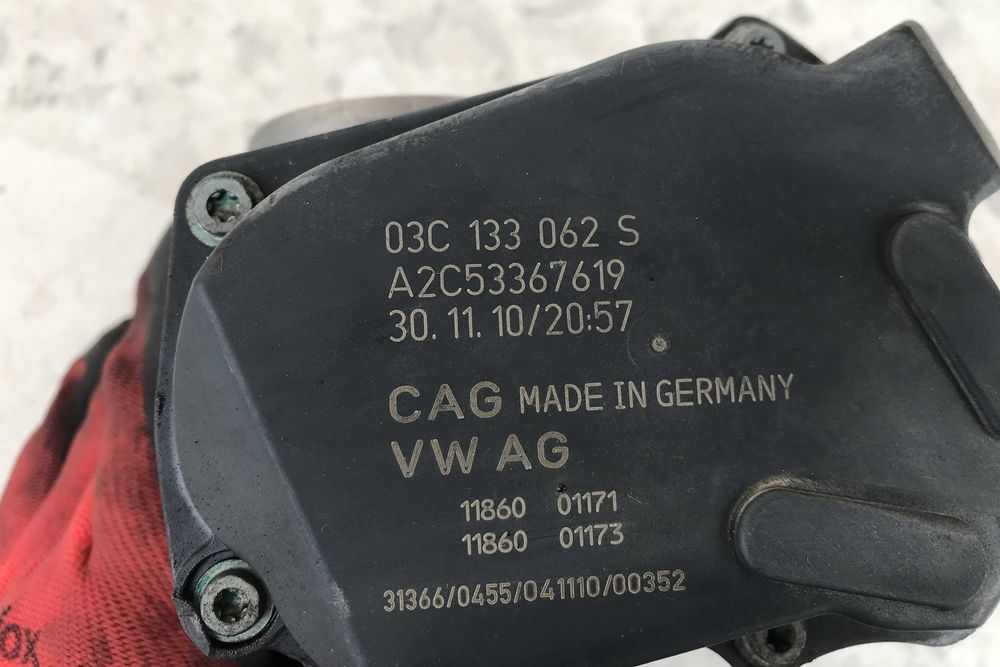 03C 133 062 S
A2C53367619
30.11.10/20:57
CAG MADE IN GERMANY
VW AG
11860 01171
11860 01173
31366/0455/041110/00352